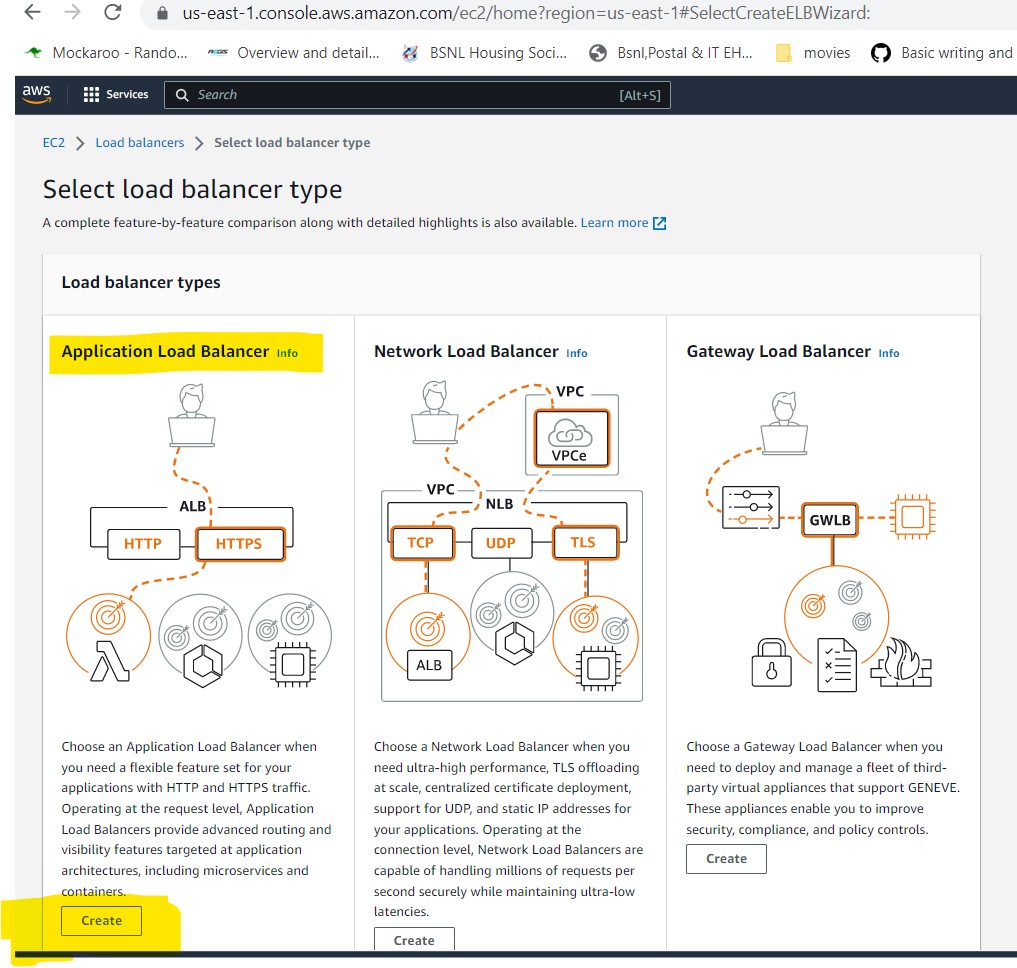 us-east-1.console.aws.amazon.com/ec2/home?region=us-east-1#SelectCreateELBWizard:
Mockaroo - Rando...
Overview and detail...
BSNL Housing Soci...
Bsnl,Postal & IT EH...
movies
Basic writing and
aws
Services
Search
[Alt+S]
EC2
Load balancers
Select load balancer type
Select load balancer type
A complete feature-by-feature comparison along with detailed highlights is also available. Learn more
Load balancer types
Application Load Balancer Info
ALB
HTTP
HTTPS
Choose an Application Load Balancer when
you need a flexible feature set for your
applications with HTTP and HTTPS traffic.
Operating at the request level, Application
Load Balancers provide advanced routing and
visibility features targeted at application
architectures, including microservices and
containers.
Create
Network Load Balancer Info
VPC
VPCe
VPC
NLB
TCP
UDP
TLS
ALB
Choose a Network Load Balancer when you
need ultra-high performance, TLS offloading
at scale, centralized certificate deployment,
support for UDP, and static IP addresses for
your applications. Operating at the
connection level, Network Load Balancers are
capable of handling millions of requests per
second securely while maintaining ultra-low
latencies.
Create
Gateway Load Balancer Info
GWLB
Choose a Gateway Load Balancer when you
need to deploy and manage a fleet of third-
party virtual appliances that support GENEVE.
These appliances enable you to improve
security, compliance, and policy controls.
Create